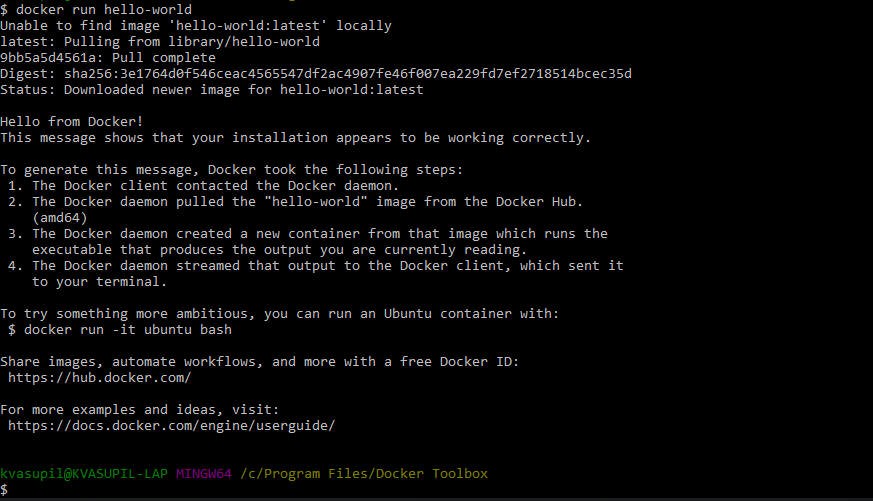 $ docker run hello-world
Unable to find image 'hello-world:latest' locally
latest: Pulling from library/hello-world
9bb5a5d4561a: Pull complete
Digest: sha256:3e1764d0f546ceac4565547df2ac4907fe46f007ea229fd7ef2718514bcec35d
Status: Downloaded newer image for hello-world:latest

Hello from Docker!
This message shows that your installation appears to be working correctly.

To generate this message, Docker took the following steps:
 1. The Docker client contacted the Docker daemon.
 2. The Docker daemon pulled the "hello-world" image from the Docker Hub.
    (amd64)
 3. The Docker daemon created a new container from that image which runs the
    executable that produces the output you are currently reading.
 4. The Docker daemon streamed that output to the Docker client, which sent it
    to your terminal.

To try something more ambitious, you can run an Ubuntu container with:
 $ docker run -it ubuntu bash

Share images, automate workflows, and more with a free Docker ID:
 https://hub.docker.com/

For more examples and ideas, visit:
 https://docs.docker.com/engine/userguide/

kvasupil@KVASUPIL-LAP MINGW64 /c/Program Files/Docker Toolbox
$